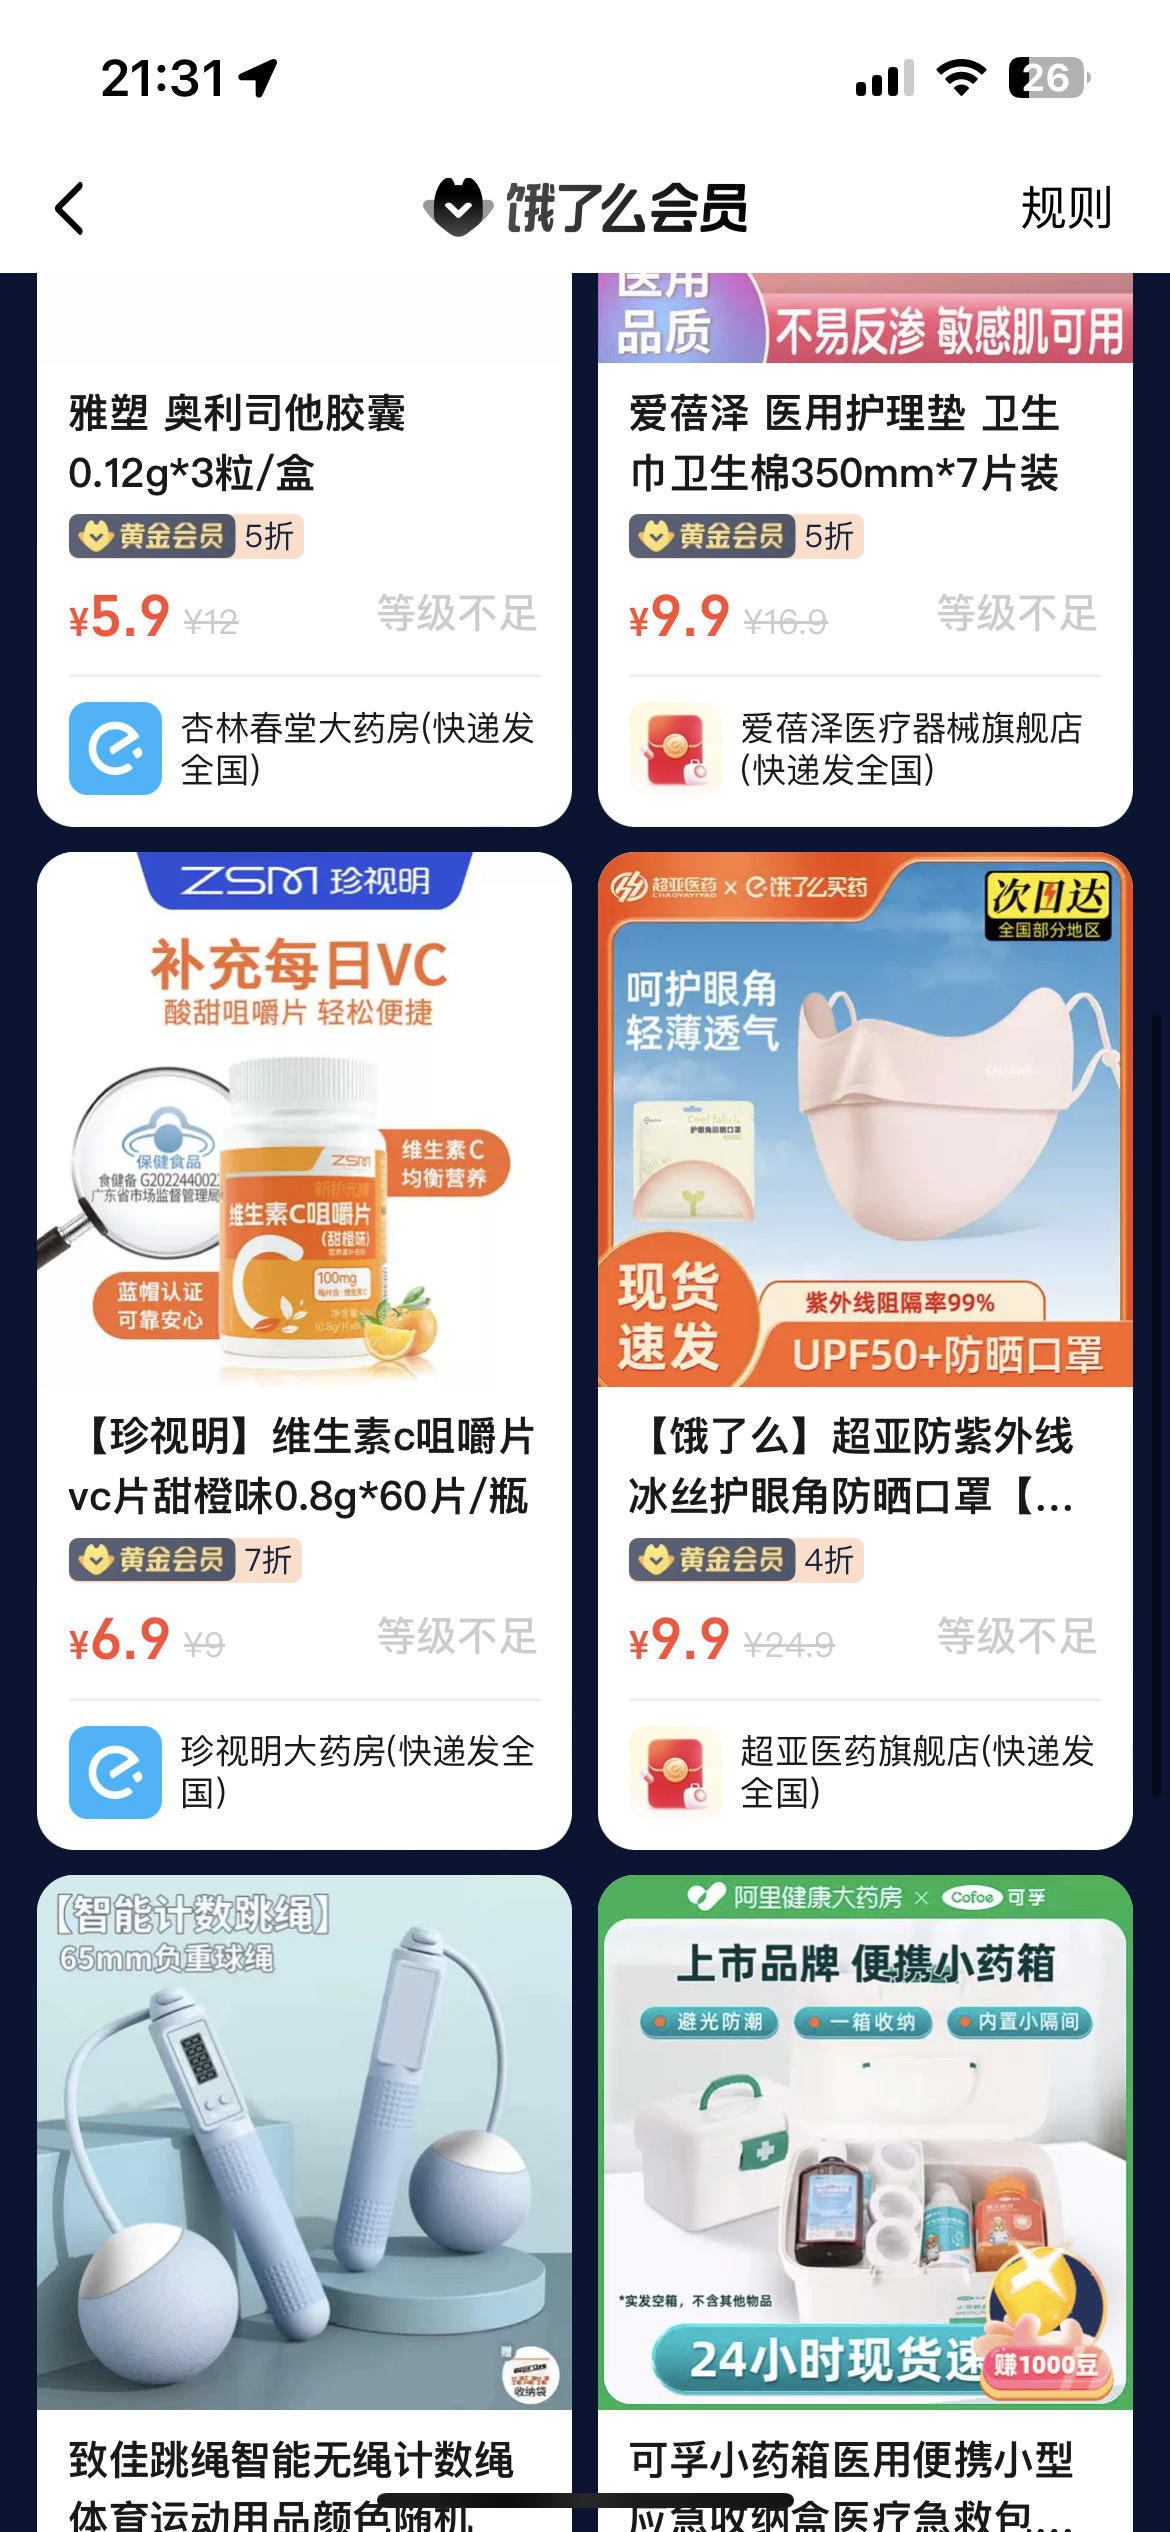 21:31
26
饿了么会员
规则
医用
品质
不易反渗 敏感肌可用
雅塑 奥利司他胶囊
0.12g*3粒/盒
黄金会员 5折
¥5.9 ¥12 等级不足
杏林春堂大药房(快递发
全国)
爱蓓泽 医用护理垫 卫生
巾卫生棉350mm*7片装
黄金会员 5折
¥9.9 ¥16.9 等级不足
爱蓓泽医疗器械旗舰店
(快递发全国)
ZSM 珍视明
补充每日VC
酸甜咀嚼片 轻松便捷
保健食品
食健备 G202244002
广东省市场监督管理局
维生素C
均衡营养
ZSM
维生素C咀嚼片
(甜橙味)
100mg
蓝帽认证
可靠安心
【珍视明】维生素c咀嚼片
vc片甜橙味0.8g*60片/瓶
黄金会员 7折
¥6.9 ¥9 等级不足
珍视明大药房(快递发全
国)
超亚医药 × 饿了么买药
CHAOYAYIYAO
次日达
全国部分地区
呵护眼角
轻薄透气
Cool fabric
护眼角防晒口罩
现货
速发
紫外线阻隔率99%
UPF50+防晒口罩
【饿了么】超亚防紫外线
冰丝护眼角防晒口罩【...
黄金会员 4折
¥9.9 ¥24.9 等级不足
超亚医药旗舰店(快递发
全国)
【智能计数跳绳】
65mm负重球绳
赠
收纳袋
致佳跳绳智能无绳计数绳
体育运动用品颜色随机
阿里健康大药房 × Cofoe 可孚
上市品牌 便携小药箱
避光防潮
一箱收纳
内置小隔间
*实发空箱，不含其他物品
24小时现货速
赚1000豆
可孚小药箱医用便携小型
应急收纳盒医疗急救包...